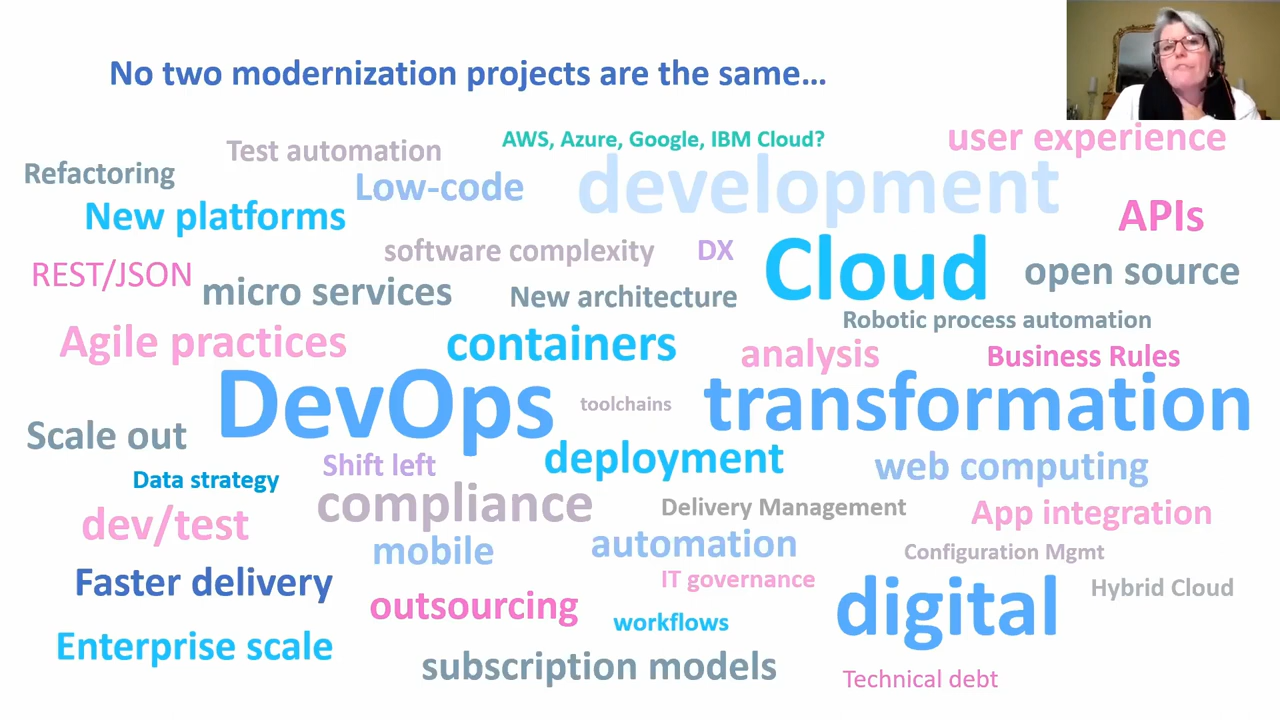 No two modernization projects are the same...
AWS, Azure, Google, IBM Cloud?
user experience
Test automation
Refactoring
Low-code
development
New platforms
APIs
software complexity
DX
Cloud
open source
REST/JSON
micro services
New architecture
Robotic process automation
Agile practices
containers
analysis
Business Rules
DevOps
toolchains
transformation
Scale out
Shift left
deployment
web computing
Data strategy
compliance
Delivery Management
App integration
dev/test
mobile
automation
Configuration Mgmt
Faster delivery
IT governance
Hybrid Cloud
outsourcing
workflows
digital
Enterprise scale
subscription models
Technical debt